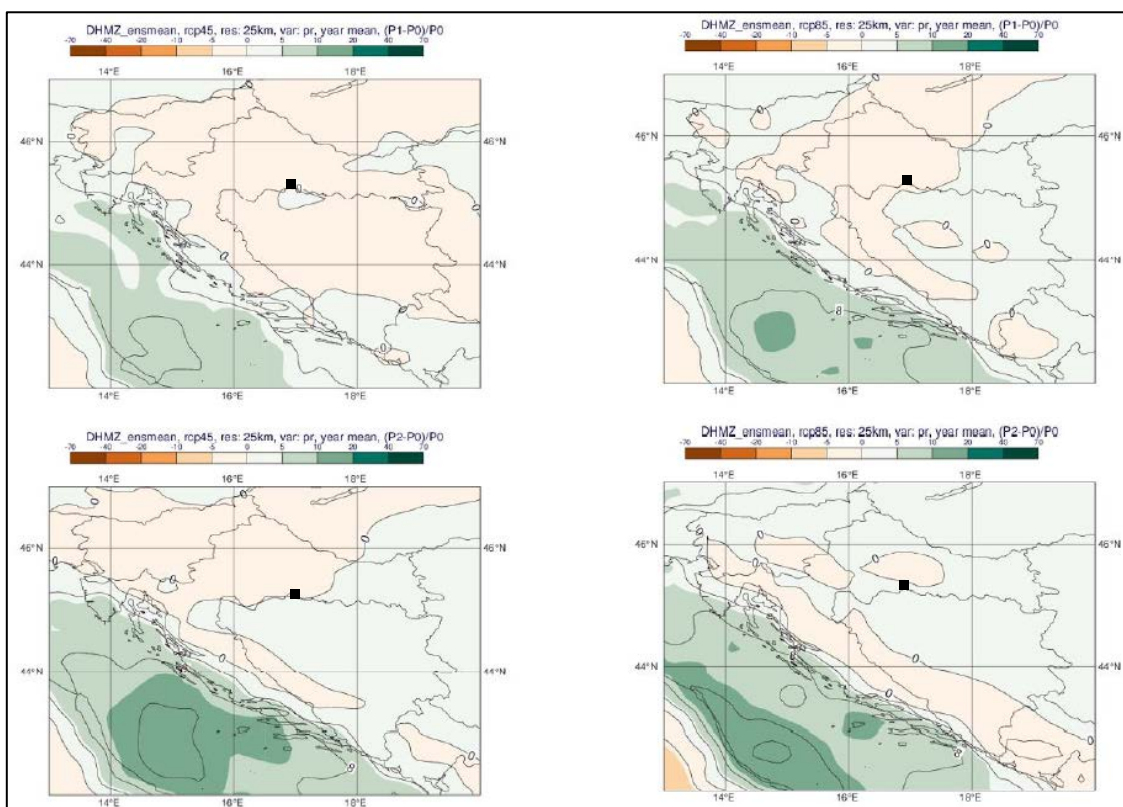 DHMZ_ensmean, rcp45, res: 25km, var: pr, year mean, (P1-P0)/P0
-70 -40 -20 -10 -5 0 5 10 20 40 70
14°E 16°E 18°E
46°N 46°N
44°N 44°N
14°E 16°E 18°E
DHMZ_ensmean, rcp85, res: 25km, var: pr, year mean, (P1-P0)/P0
-70 -40 -20 -10 -5 0 5 10 20 40 70
14°E 16°E 18°E
46°N 46°N
44°N 44°N
8
14°E 16°E 18°E
DHMZ_ensmean, rcp45, res: 25km, var: pr, year mean, (P2-P0)/P0
-70 -40 -20 -10 -5 0 5 10 20 40 70
14°E 16°E 18°E
46°N 46°N
44°N 44°N
8
14°E 16°E 18°E
DHMZ_ensmean, rcp85, res: 25km, var: pr, year mean, (P2-P0)/P0
-70 -40 -20 -10 -5 0 5 10 20 40 70
14°E 16°E 18°E
46°N 46°N
44°N 44°N
8
14°E 16°E 18°E